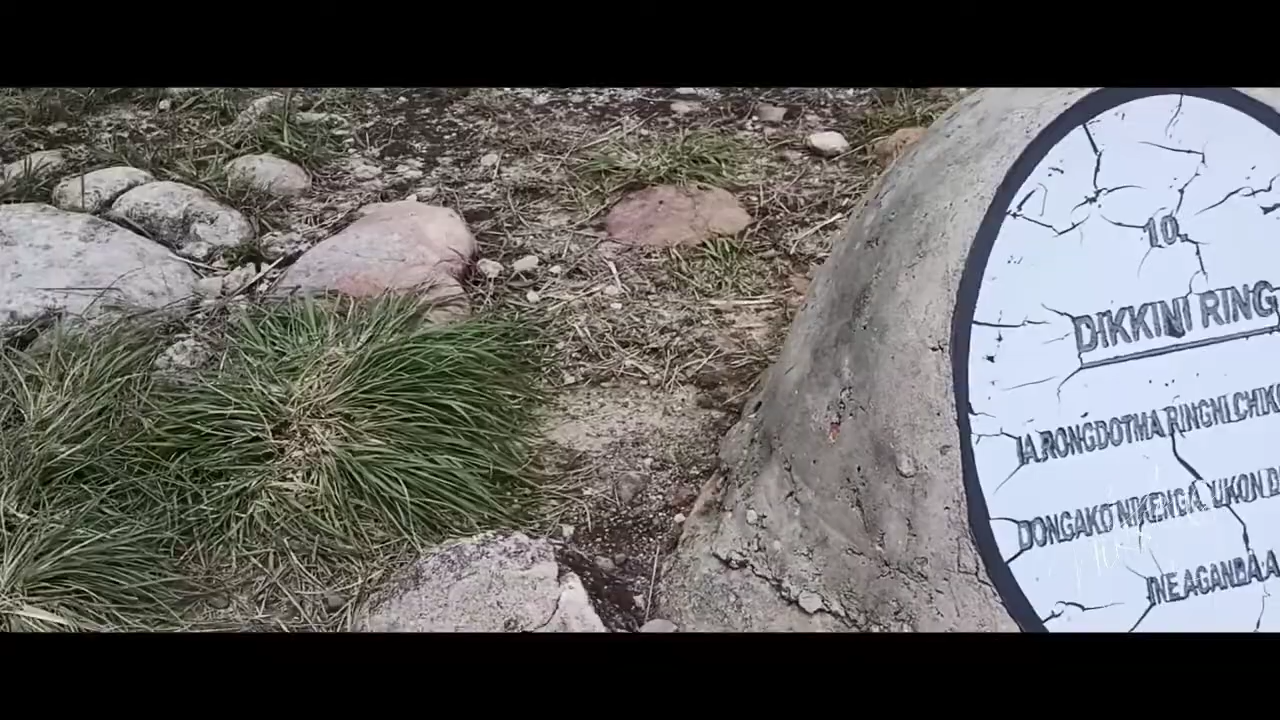 10.
DIKKINI RING
IA RONGDOTMA RINGNI CHIK
DONGAKO NIKENGA, UKON D
INE AGANBA A